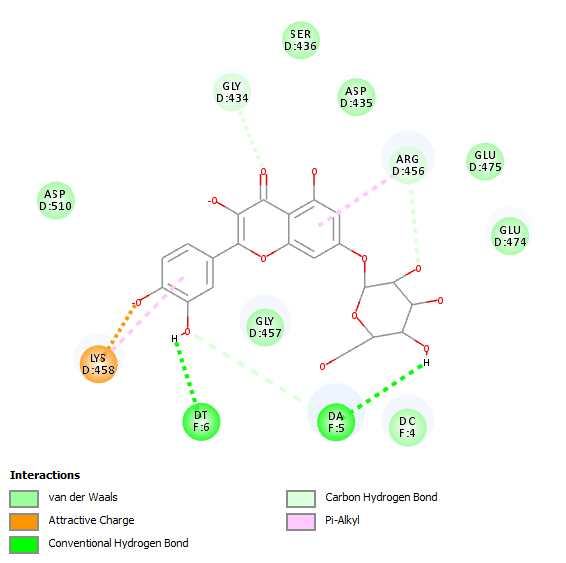 SER
D:436
GLY
D:434
ASP
D:435
ARG
D:456
GLU
D:475
ASP
D:510
GLU
D:474
O
O
-O
O
O
O
O
-O
O
H
O
O
O
O
H
GLY
D:457
LYS
D:458
DT
F:6
DA
F:5
DC
F:4
Interactions
van der Waals
Attractive Charge
Conventional Hydrogen Bond
Carbon Hydrogen Bond
Pi-Alkyl